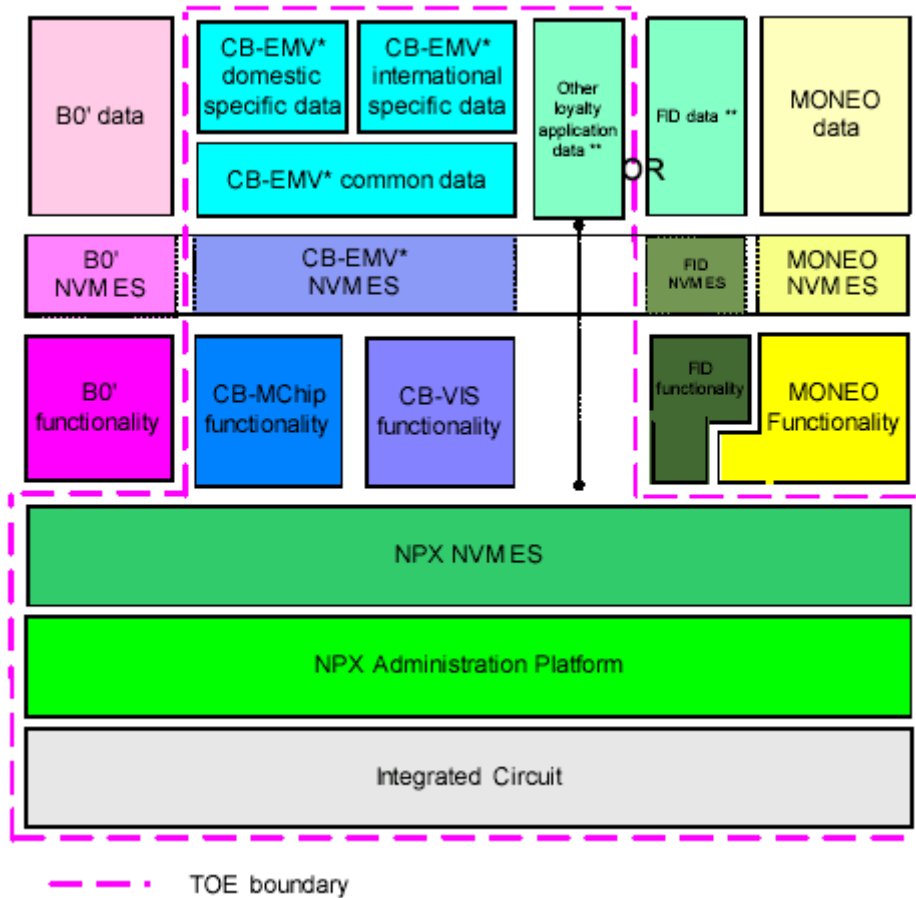 B0' data
CB-EMV*
domestic
specific data
CB-EMV*
international
specific data
CB-EMV* common data
Other
loyalty
application
data **
OR
FID data **
MONEO
data
B0'
NVM ES
CB-EMV*
NVM ES
FID
NVM ES
MONEO
NVM ES
B0'
functionality
CB-MChip
functionality
CB-VIS
functionality
FID
functionality
MONEO
Functionality
NPX NVM ES
NPX Administration Platform
Integrated Circuit
TOE boundary